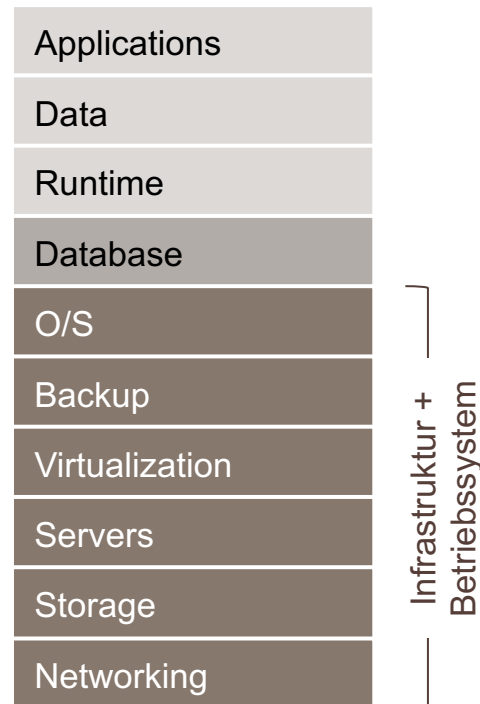 Applications
Data
Runtime
Database
O/S
Backup
Virtualization
Servers
Storage
Networking
Infrastruktur +
Betriebssystem